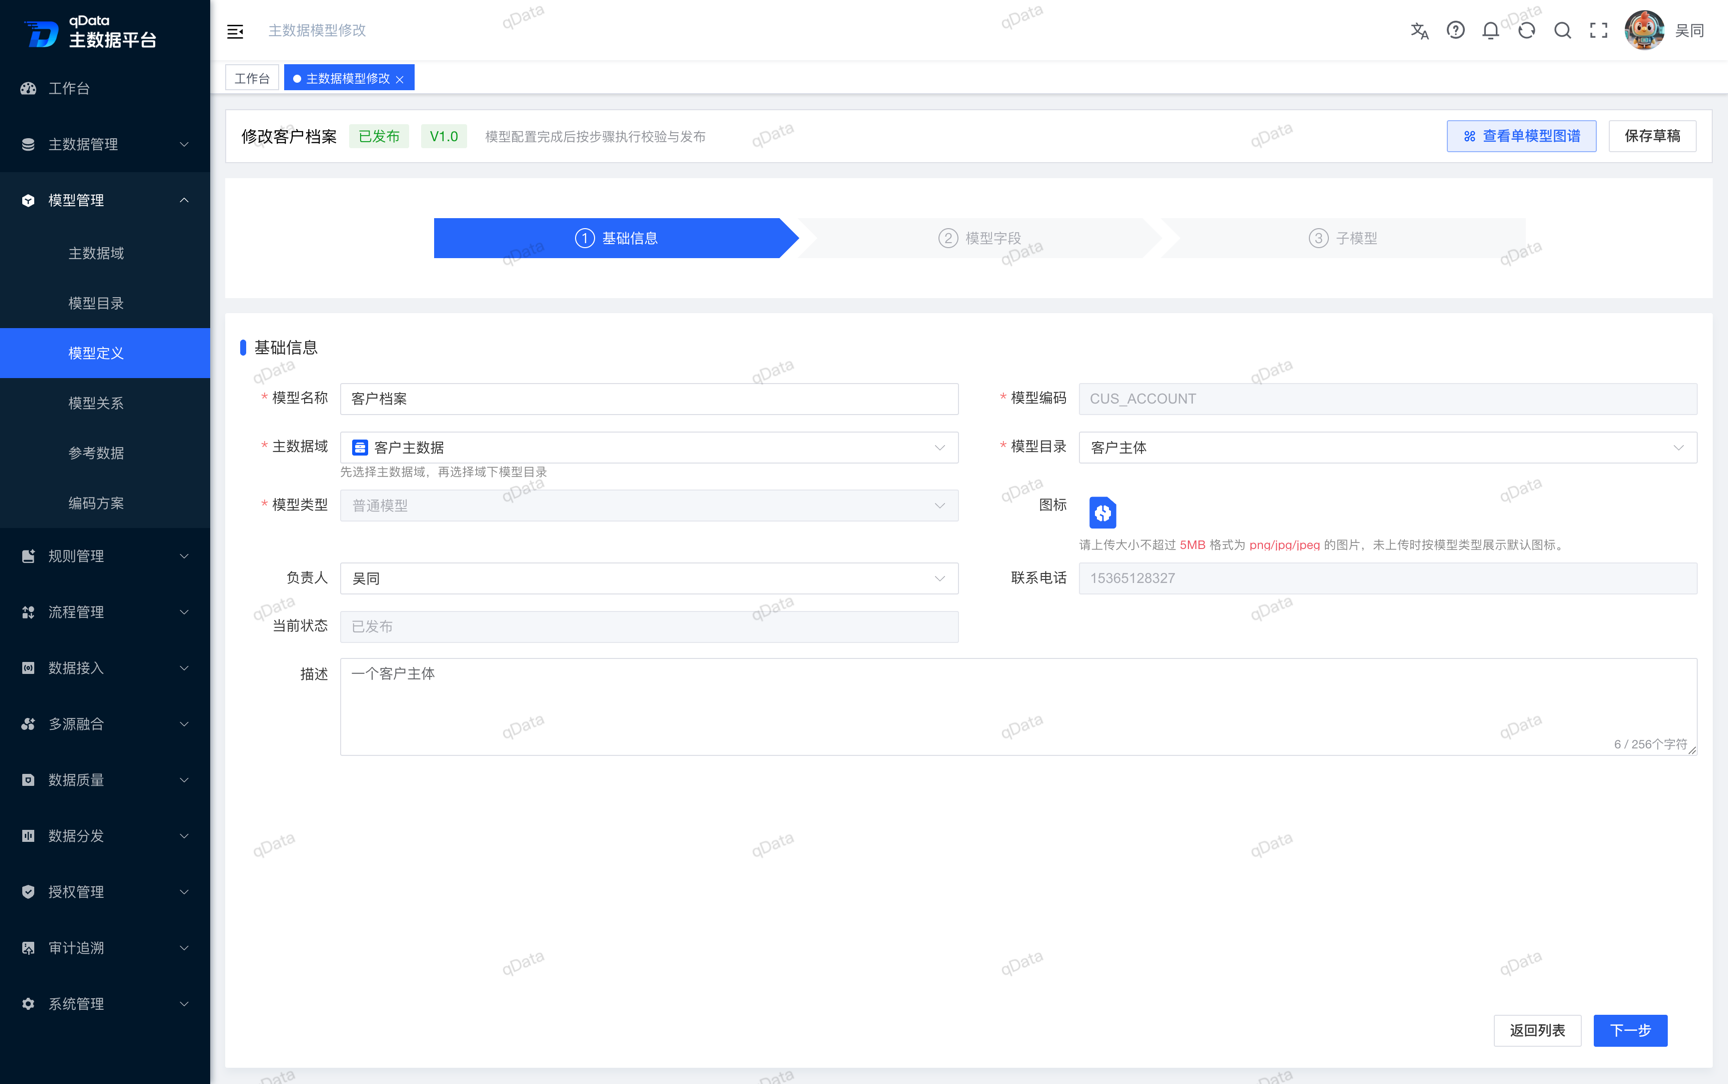 qData
主数据平台
主数据模型修改
吴同
工作台
主数据模型修改
工作台
主数据管理
模型管理
主数据域
模型目录
模型定义
模型关系
参考数据
编码方案
规则管理
流程管理
数据接入
多源融合
数据质量
数据分发
授权管理
审计追溯
系统管理
修改客户档案 已发布 V1.0 模型配置完成后按步骤执行校验与发布
查看单模型图谱
保存草稿
1 基础信息
2 模型字段
3 子模型
基础信息
* 模型名称 客户档案
* 模型编码 CUS_ACCOUNT
* 主数据域 客户主数据
先选择主数据域，再选择域下模型目录
* 模型目录 客户主体
* 模型类型 普通模型
图标
请上传大小不超过 5MB 格式为 png/jpg/jpeg 的图片，未上传时按模型类型展示默认图标。
负责人 吴同
联系电话 15365128327
当前状态 已发布
描述 一个客户主体
6 / 256个字符
返回列表
下一步
qData